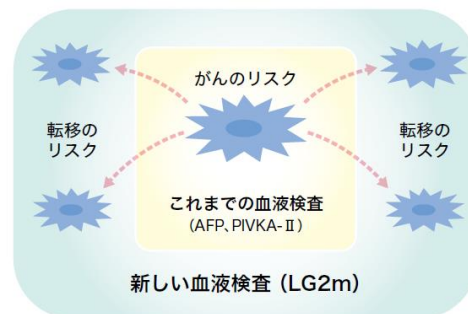 がんのリスク
転移の
リスク
転移の
リスク
これまでの血液検査
(AFP、PIVKA-Ⅱ)
新しい血液検査 (LG2m)